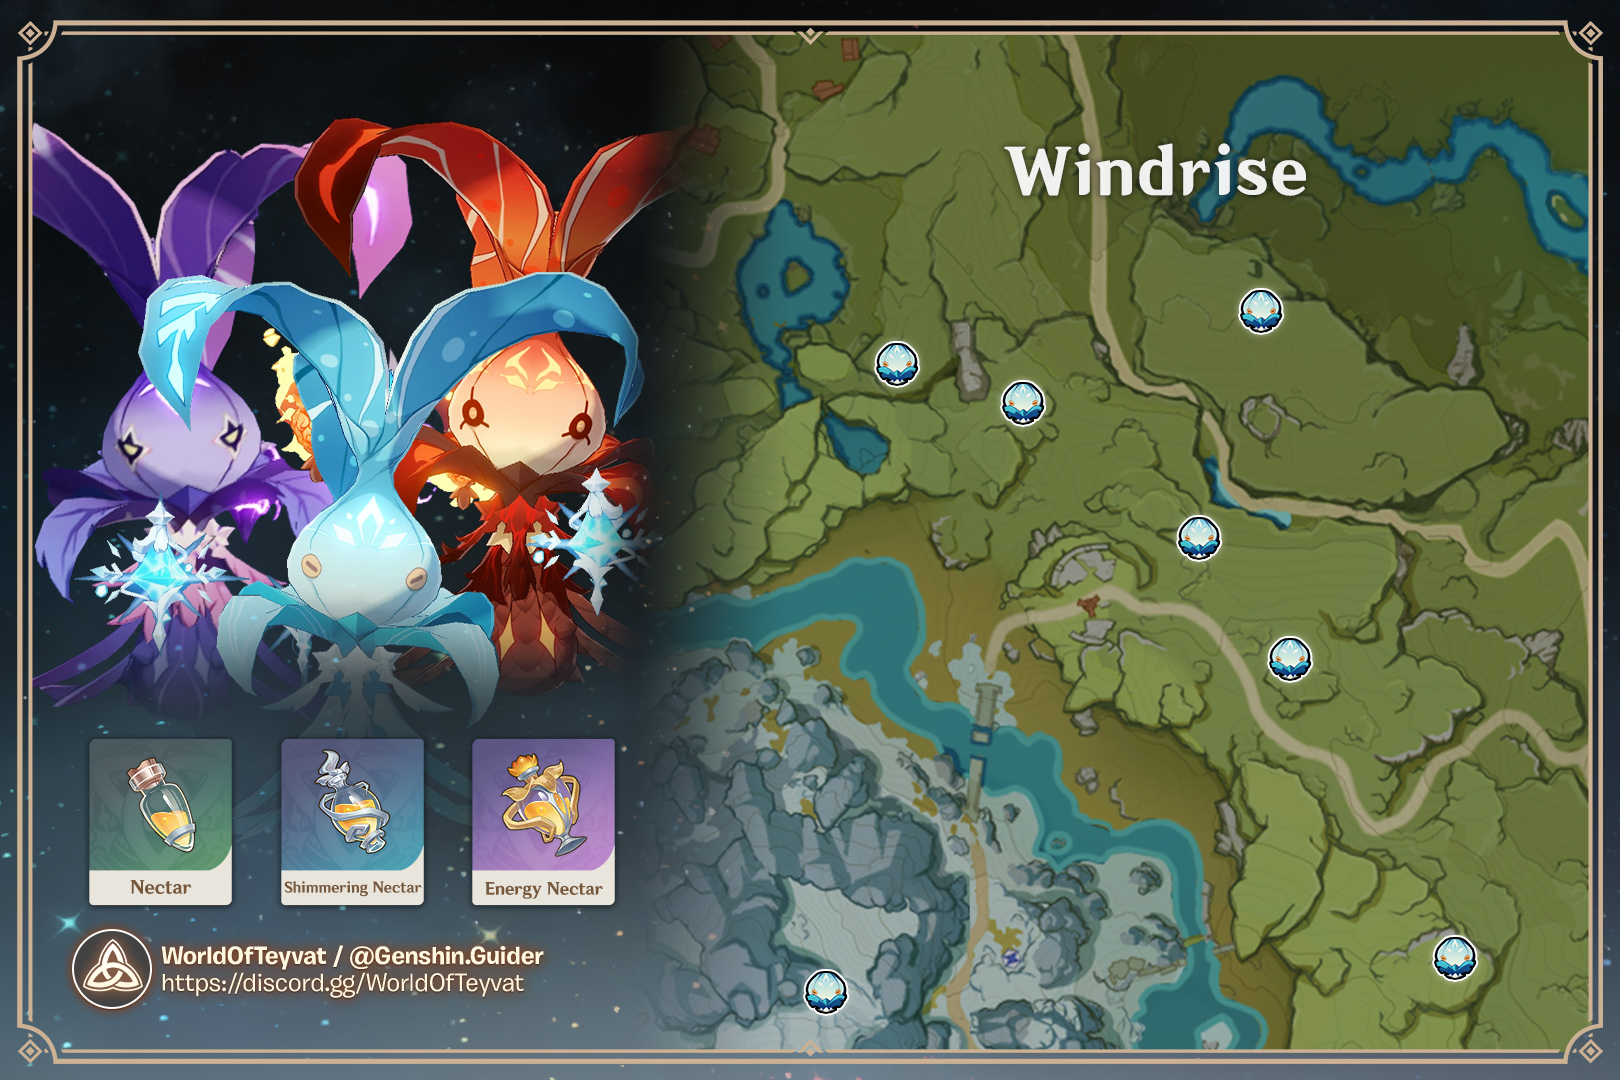 Windrise
Nectar
Shimmering Nectar
Energy Nectar
WorldOfTeyvat / @Genshin.Guider
https://discord.gg/WorldOfTeyvat